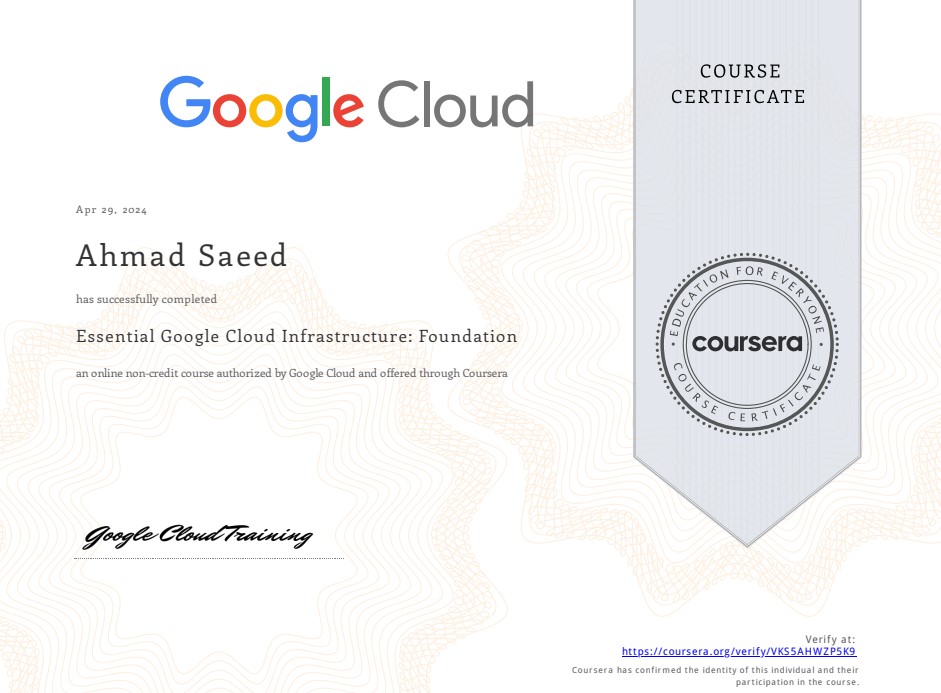 COURSE
CERTIFICATE
Google Cloud
Apr 29, 2024
Ahmad Saeed
has successfully completed
Essential Google Cloud Infrastructure: Foundation
an online non-credit course authorized by Google Cloud and offered through Coursera
EDUCATION FOR EVERYONE
coursera
COURSE CERTIFICATE
Google Cloud Training
Verify at:
https://coursera.org/verify/VKS5AHWZP5K9
Coursera has confirmed the identity of this individual and their
participation in the course.